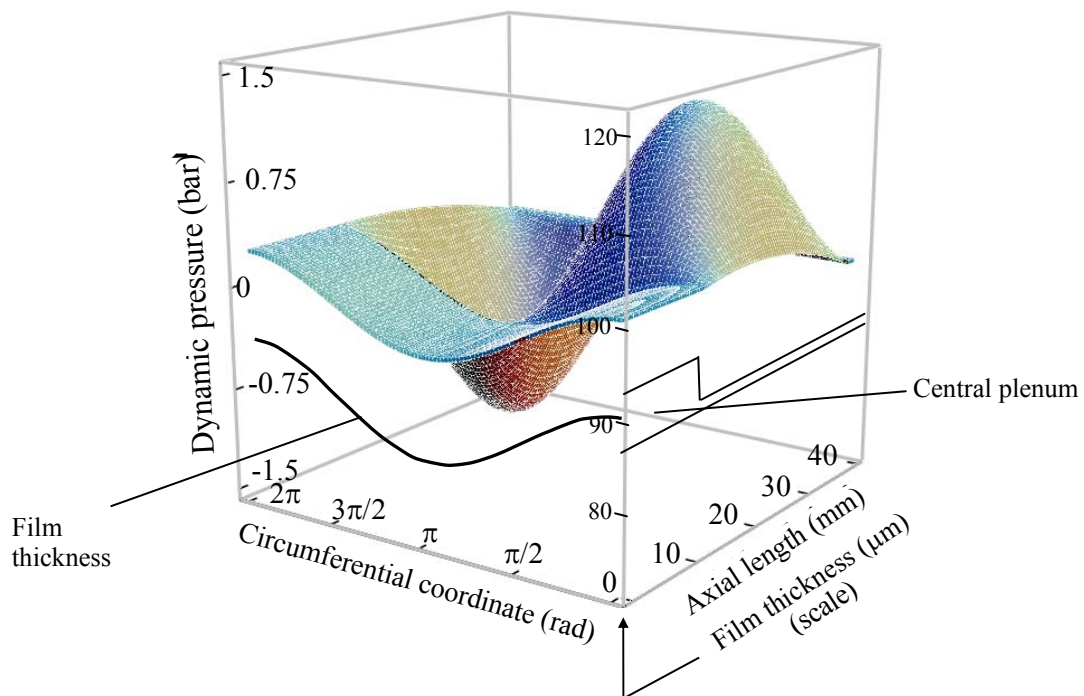 1.5
0.75
0
-0.75
-1.5
Dynamic pressure (bar)
120
110
100
90
80
Central plenum
Film
thickness
2π
3π/2
π
π/2
0
Circumferential coordinate (rad)
10
20
30
40
Axial length (mm)
Film thickness (μm)
(scale)